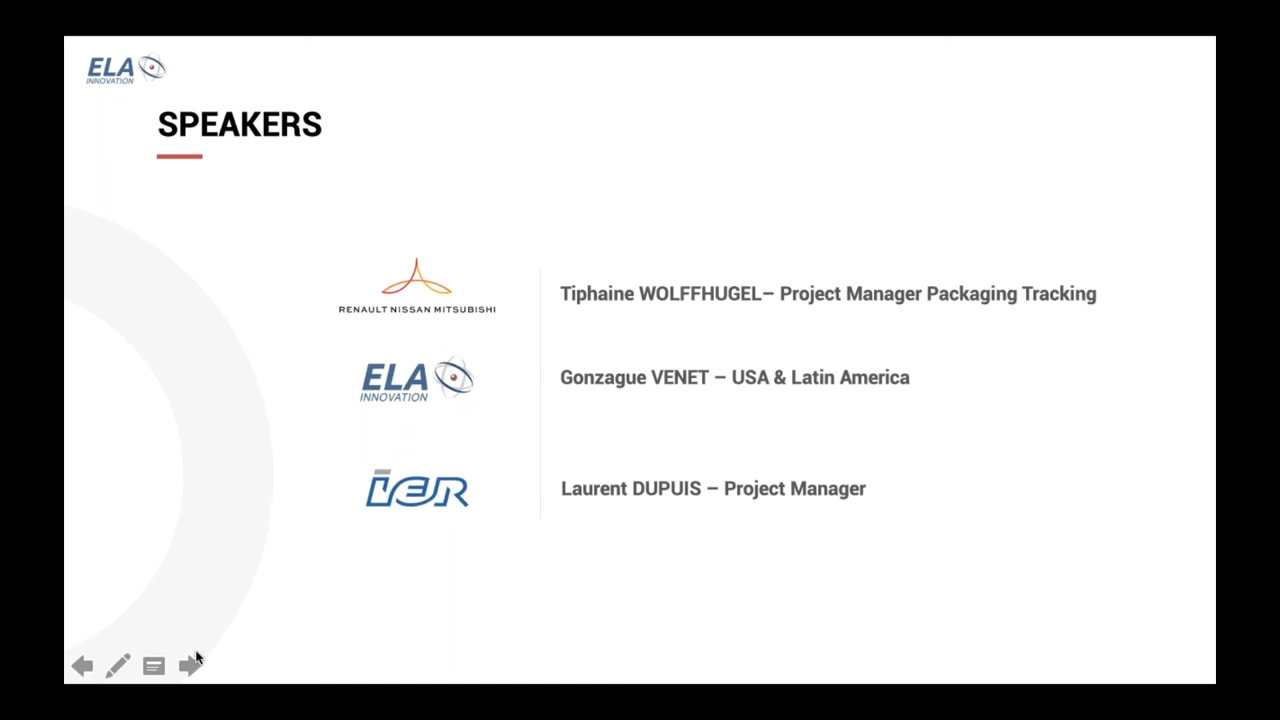 ELA
INNOVATION
SPEAKERS
RENAULT NISSAN MITSUBISHI
Tiphaine WOLFFHUGEL– Project Manager Packaging Tracking
ELA
INNOVATION
Gonzague VENET – USA & Latin America
IER
Laurent DUPUIS – Project Manager